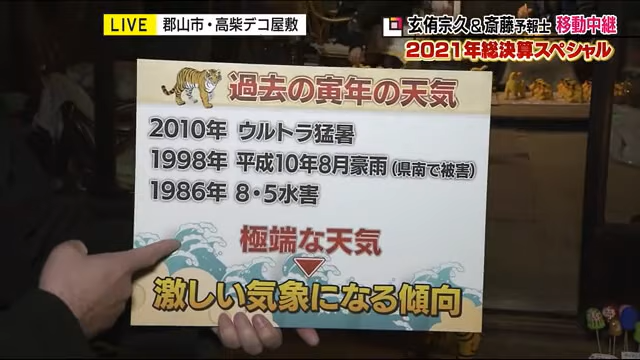 LIVE 郡山市・高柴デコ屋敷
玄侑宗久&斎藤予報士 移動中継
2021年総決算スペシャル
過去の寅年の天気
2010年 ウルトラ猛暑
1998年 平成10年8月豪雨(県南で被害)
1986年 8・5水害
極端な天気
▼
激しい気象になる傾向